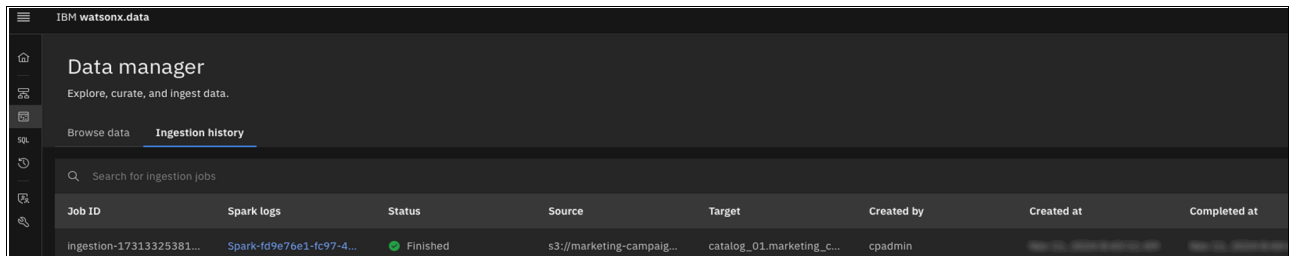 IBM watsonx.data
Data manager
Explore, curate, and ingest data.
Browse data Ingestion history
SQL
Search for ingestion jobs
Job ID Spark logs Status Source Target Created by Created at Completed at
ingestion-17313325381... Spark-fd9e76e1-fc97-4... Finished s3://marketing-campaig... catalog_01.marketing_c... cpadmin